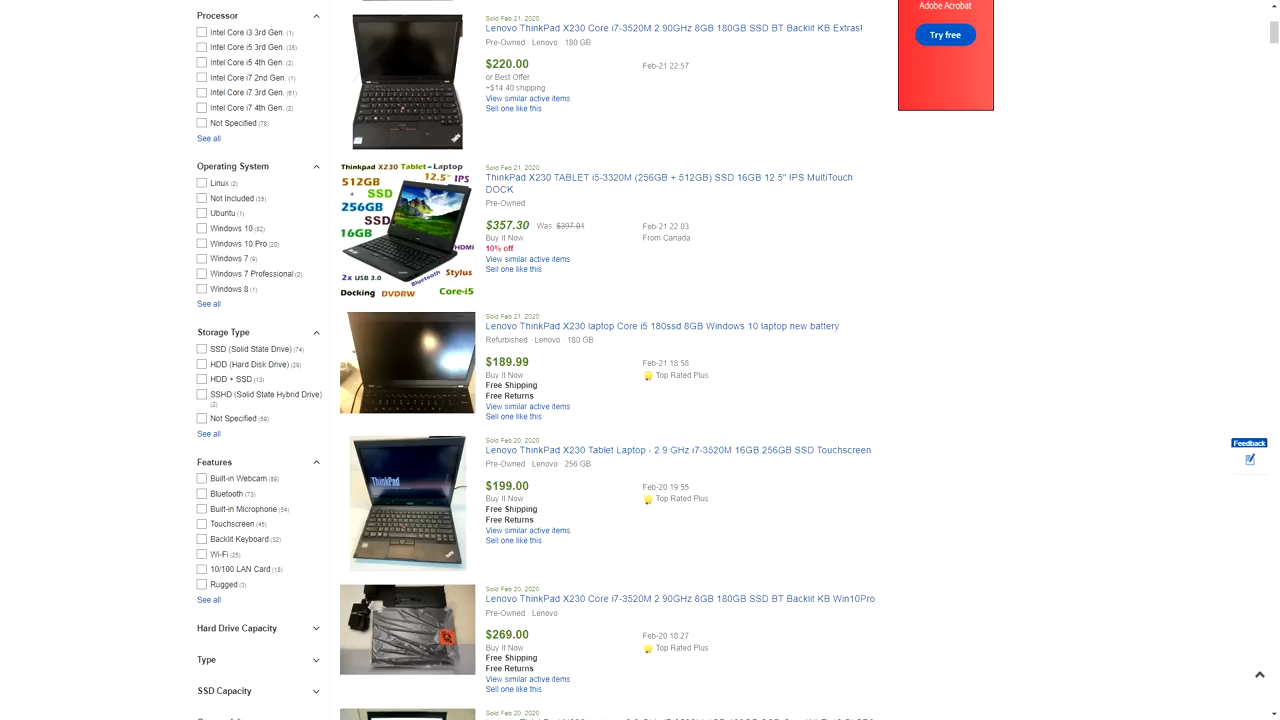 Processor
Intel Core i3 3rd Gen. (1)
Intel Core i5 3rd Gen. (35)
Intel Core i5 4th Gen. (2)
Intel Core i7 2nd Gen. (1)
Intel Core i7 3rd Gen. (51)
Intel Core i7 4th Gen. (2)
Not Specified (78)
See all
Operating System
Linux (2)
Not Included (35)
Ubuntu (1)
Windows 10 (82)
Windows 10 Pro (20)
Windows 7 (9)
Windows 7 Professional (2)
Windows 8 (1)
See all
Storage Type
SSD (Solid State Drive) (74)
HDD (Hard Disk Drive) (29)
HDD + SSD (13)
SSHD (Solid State Hybrid Drive)
(2)
Not Specified (59)
See all
Features
Built-in Webcam (89)
Bluetooth (73)
Built-in Microphone (54)
Touchscreen (45)
Backlit Keyboard (32)
Wi-Fi (25)
10/100 LAN Card (18)
Rugged (3)
See all
Hard Drive Capacity
Type
SSD Capacity
Sold Feb 21, 2020
Lenovo ThinkPad X230 Core i7-3520M 2.90GHz 8GB 180GB SSD BT Backlit KB Extras!
Pre-Owned · Lenovo · 180 GB
$220.00
Feb-21 22:57
or Best Offer
+$14.40 shipping
View similar active items
Sell one like this
Thinkpad X230 Tablet - Laptop
512GB
12.5" IPS
+ SSD
256GB
SSD
16GB
HDMI
2x USB 3.0
Bluetooth
Stylus
Docking DVDRW Core-i5
Sold Feb 21, 2020
ThinkPad X230 TABLET i5-3320M (256GB + 512GB) SSD 16GB 12.5" IPS MultiTouch
DOCK
Pre-Owned
$357.30 Was: $397.01
Feb-21 22:03
Buy It Now
From Canada
10% off
View similar active items
Sell one like this
Sold Feb 21, 2020
Lenovo ThinkPad X230 laptop Core i5 180ssd 8GB Windows 10 laptop new battery
Refurbished · Lenovo · 180 GB
$189.99
Feb-21 18:58
Buy It Now
Top Rated Plus
Free Shipping
Free Returns
View similar active items
Sell one like this
ThinkPad
Sold Feb 20, 2020
Lenovo ThinkPad X230 Tablet Laptop - 2.9 GHz i7-3520M 16GB 256GB SSD Touchscreen
Pre-Owned · Lenovo · 256 GB
$199.00
Feb-20 19:55
Buy It Now
Top Rated Plus
Free Shipping
Free Returns
View similar active items
Sell one like this
Sold Feb 20, 2020
Lenovo ThinkPad X230 Core i7-3520M 2.90GHz 8GB 180GB SSD BT Backlit KB Win10Pro
Pre-Owned · Lenovo
$269.00
Feb-20 18:27
Buy It Now
Top Rated Plus
Free Shipping
Free Returns
View similar active items
Sell one like this
Sold Feb 20, 2020
Adobe Acrobat
Try free
Feedback